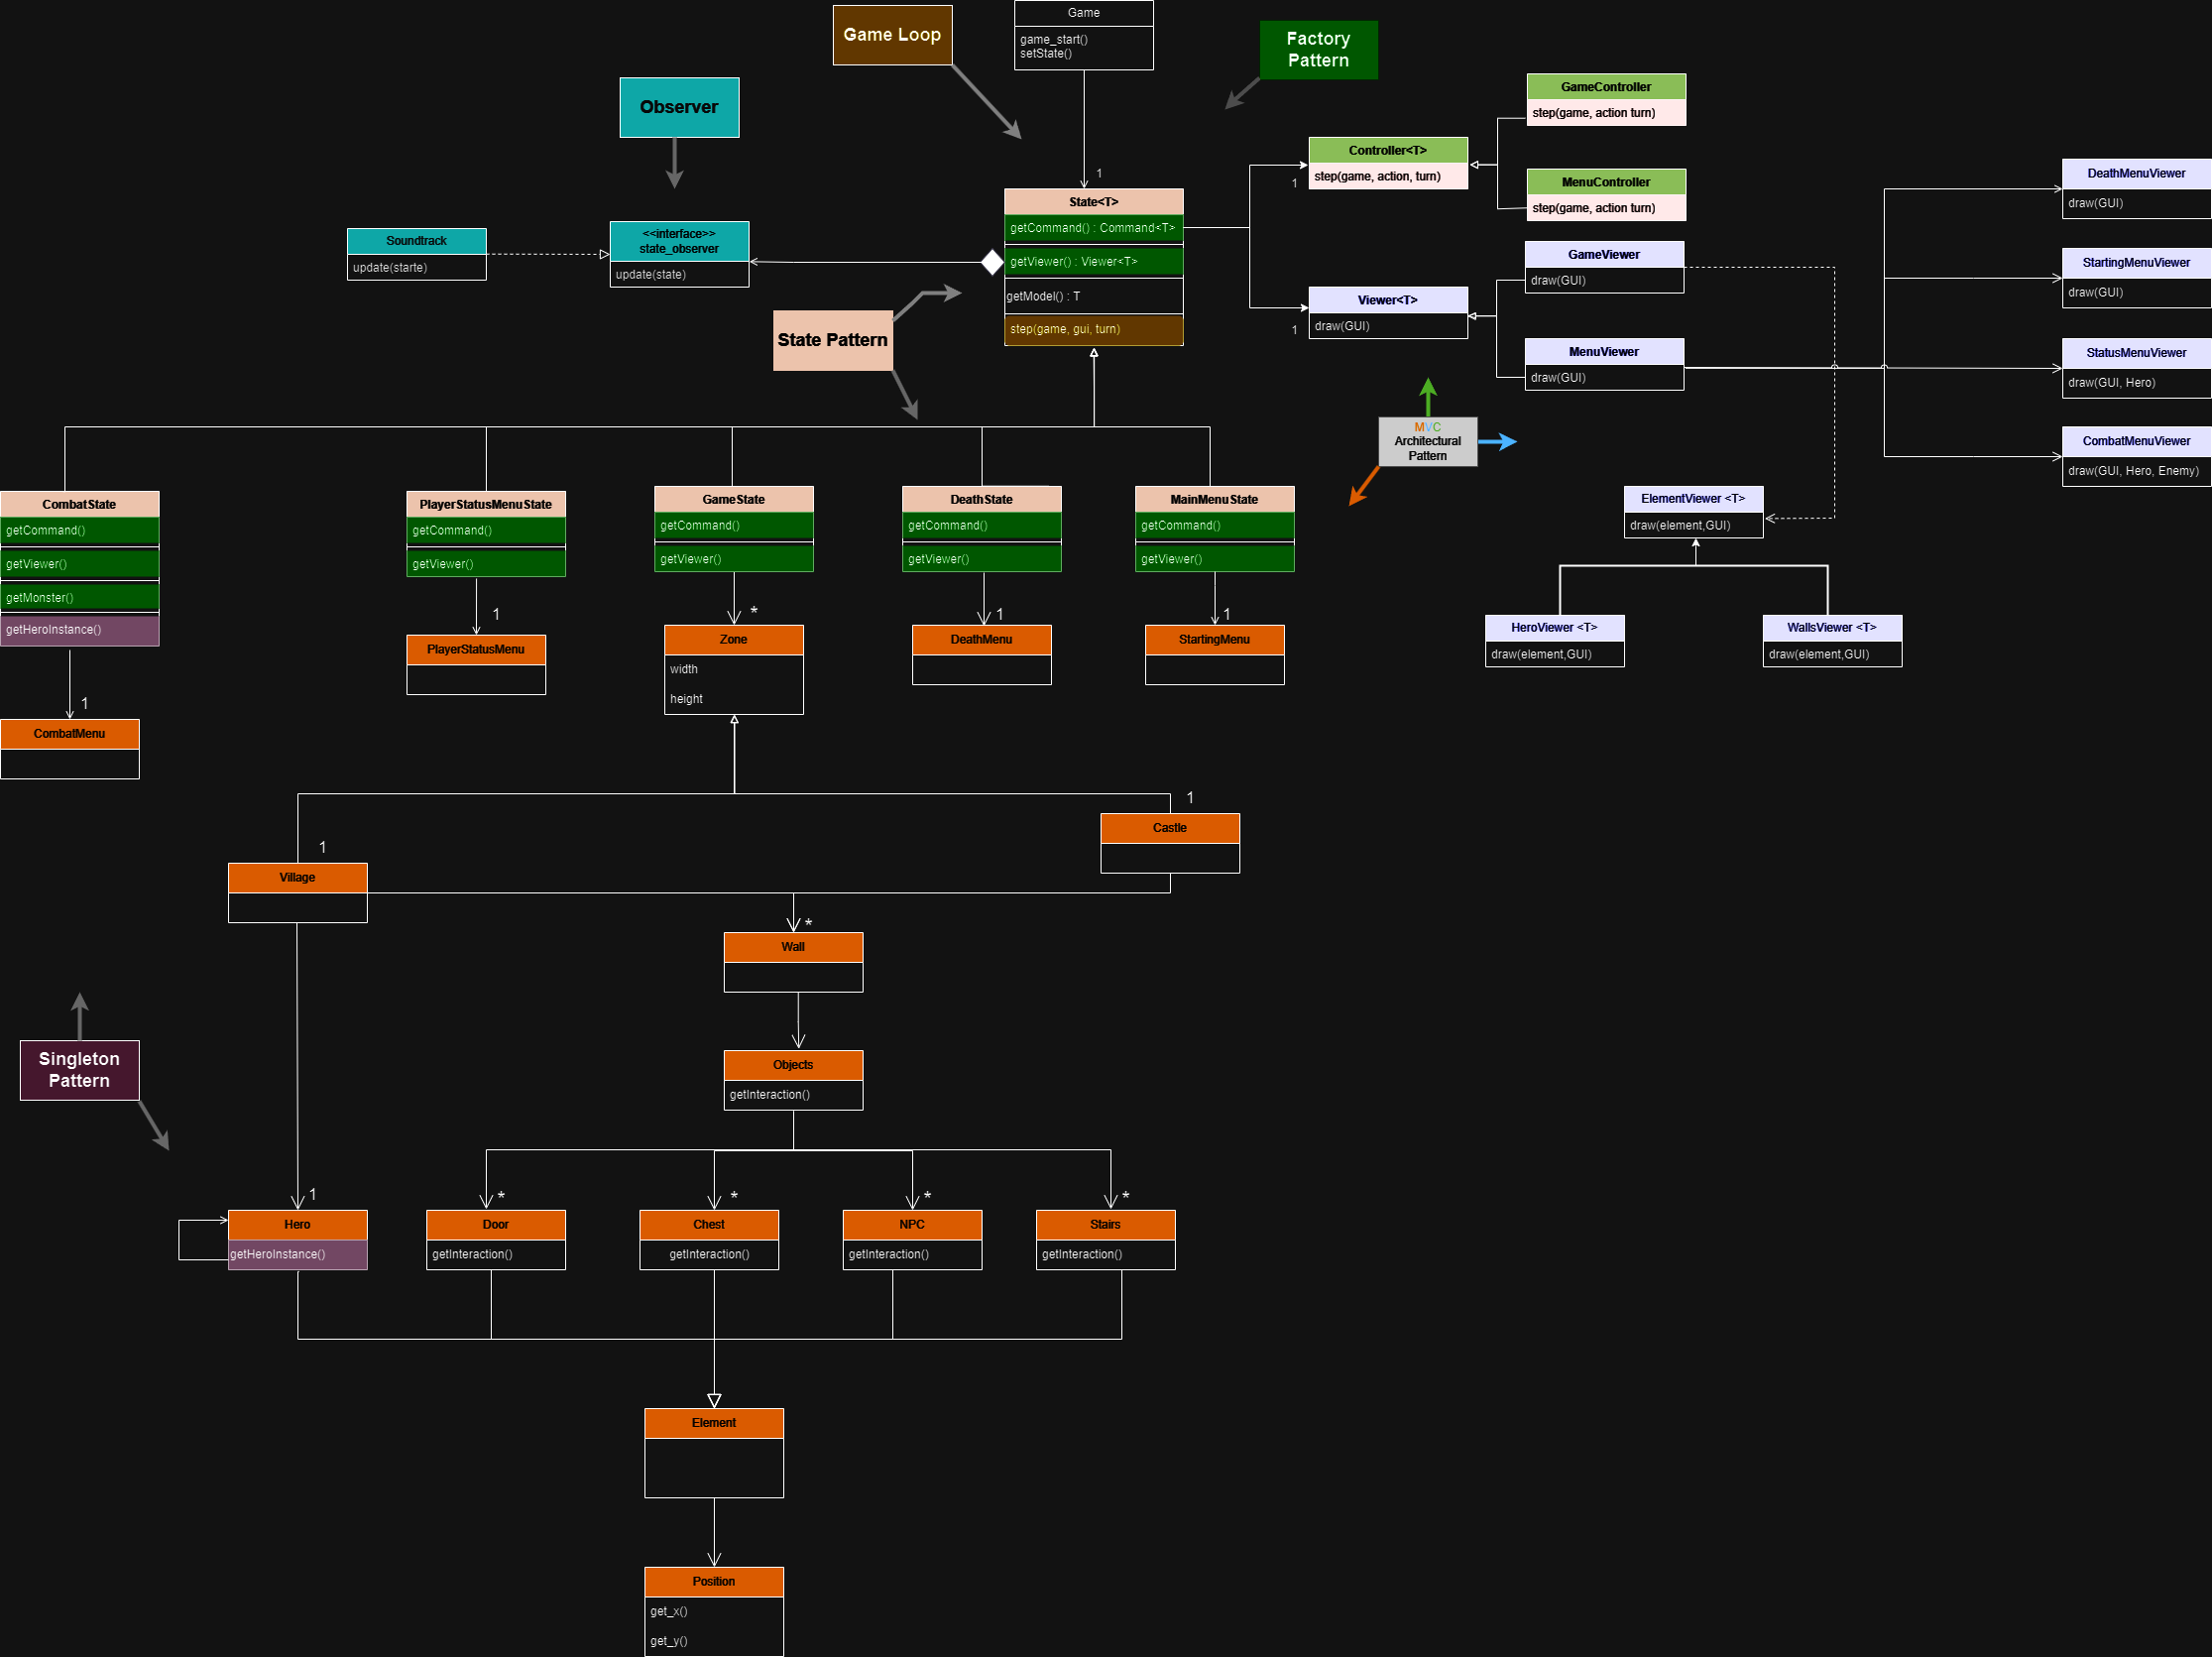 Game
game_start()
setState()
Game Loop
Factory
Pattern
Observer
GameController
step(game, action turn)
Controller<T>
step(game, action, turn)
MenuController
step(game, action turn)
DeathMenuViewer
draw(GUI)
1
1
State<T>
getCommand() : Command<T>
getViewer() : Viewer<T>
getModel() : T
step(game, gui, turn)
Soundtrack
update(starte)
<<interface>>
state_observer
update(state)
GameViewer
draw(GUI)
StartingMenuViewer
draw(GUI)
Viewer<T>
draw(GUI)
1
State Pattern
MenuViewer
draw(GUI)
StatusMenuViewer
draw(GUI, Hero)
MVC
Architectural
Pattern
CombatMenuViewer
draw(GUI, Hero, Enemy)
CombatState
getCommand()
getViewer()
getMonster()
getHeroInstance()
PlayerStatusMenuState
getCommand()
getViewer()
GameState
getCommand()
getViewer()
DeathState
getCommand()
getViewer()
MainMenuState
getCommand()
getViewer()
ElementViewer <T>
draw(element,GUI)
1
*
1
1
PlayerStatusMenu
Zone
width
height
DeathMenu
StartingMenu
HeroViewer <T>
draw(element,GUI)
WallsViewer <T>
draw(element,GUI)
1
CombatMenu
1
Castle
1
Village
*
Wall
Singleton
Pattern
Objects
getInteraction()
1
*
*
*
*
Hero
getHeroInstance()
Door
getInteraction()
Chest
getInteraction()
NPC
getInteraction()
Stairs
getInteraction()
Element
Position
get_x()
get_y()